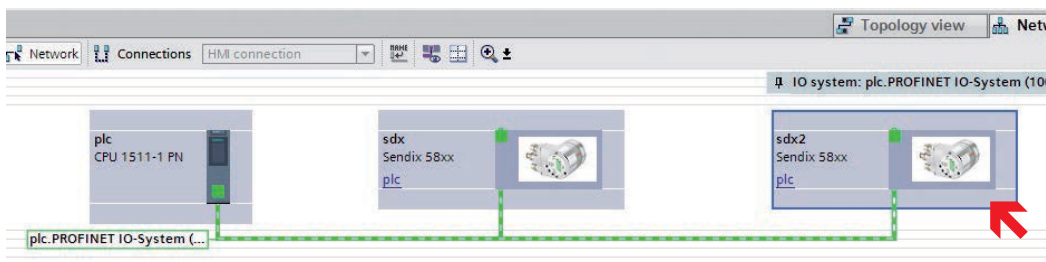 Topology view
Netw
Network
Connections
HMI connection
IO system: plc.PROFINET IO-System (100
plc
CPU 1511-1 PN
sdx
Sendix 58xx
plc
sdx2
Sendix 58xx
plc
plc.PROFINET IO-System (...